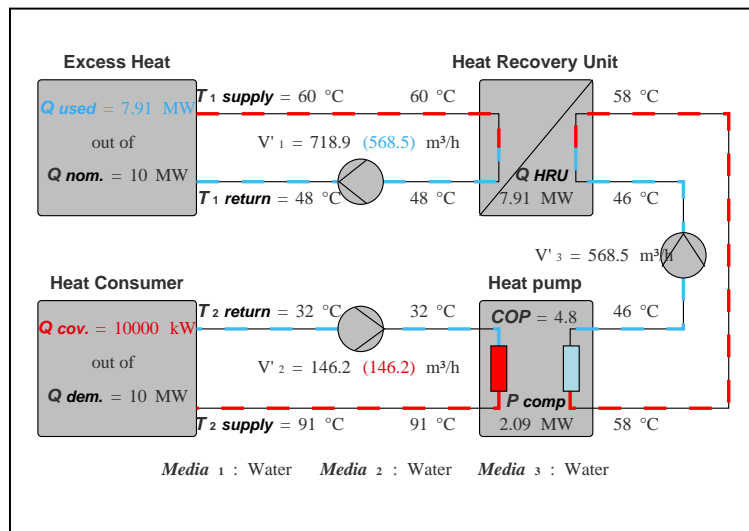 Excess Heat Heat Recovery Unit
Q used = 7.91 MW T 1 supply = 60 °C 60 °C 58 °C
out of V' 1 = 718.9 (568.5) m³/h
Q nom. = 10 MW Q HRU
T 1 return = 48 °C 48 °C 7.91 MW 46 °C
V' 3 = 568.5 m³/h
Heat Consumer Heat pump
Q cov. = 10000 kW T 2 return = 32 °C 32 °C COP = 4.8 46 °C
out of V' 2 = 146.2 (146.2) m³/h
Q dem. = 10 MW P comp
T 2 supply = 91 °C 91 °C 2.09 MW 58 °C
Media 1 : Water Media 2 : Water Media 3 : Water